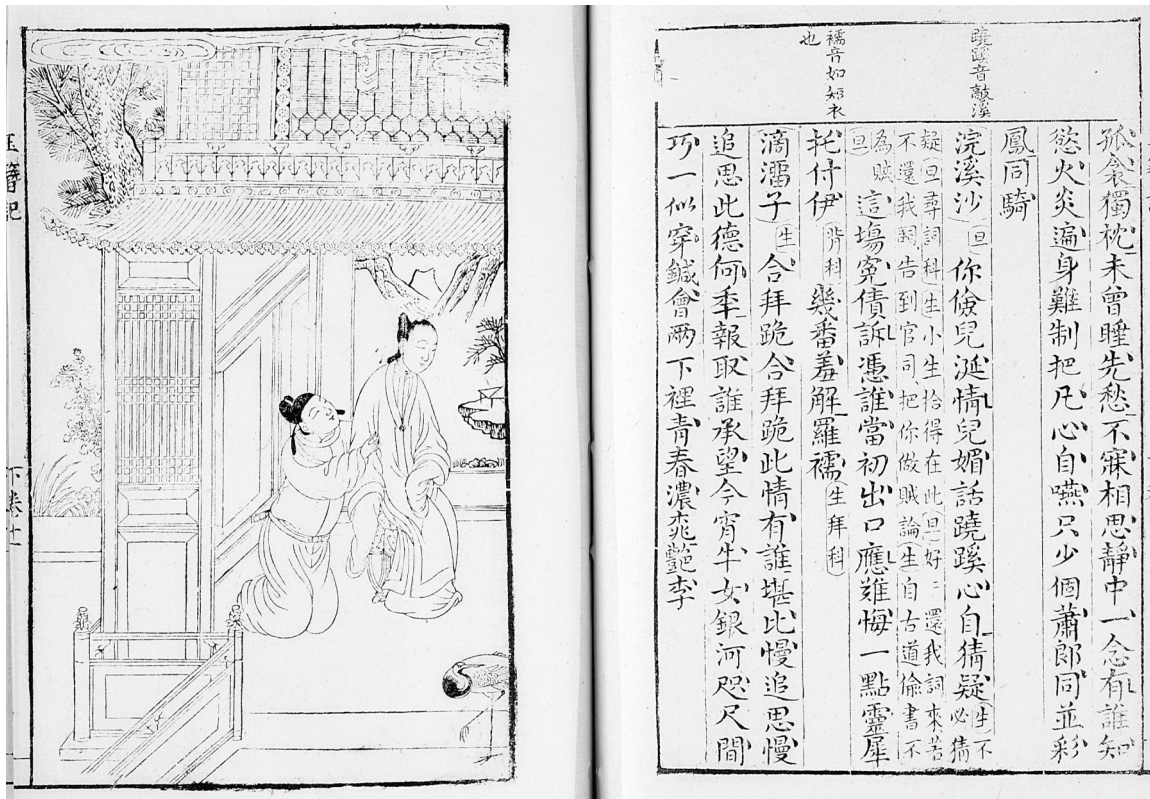 蹺蹊音敲溪
襦音如短衣
也
孤衾獨枕未曾睡先愁不寐相思靜中一念有誰知
慾火炎遍身難制把凡心自嚥只少個蕭郎同並彩
鳳同騎
浣溪沙（旦）你儉兒涎情兒媚話蹺蹊心自猜疑（生）不必猜
疑（旦尋詞科）（生）小生拾得在此（旦）好〻還我詞來若
不還我詞告到官司把你做賊論（生）自古道偷書不
為賊（旦）這場冤債訴憑誰當初出口應難悔一點靈犀
托付伊（背科）幾番羞解羅襦（生拜科）
滴溜子（生）合拜跪合拜跪此情有誰堪比慢追思慢
追思此德何年報取誰承望今宵牛女銀河咫尺間
巧一似穿鍼會兩下裡青春濃桃艷李
玉簪記
下卷十一